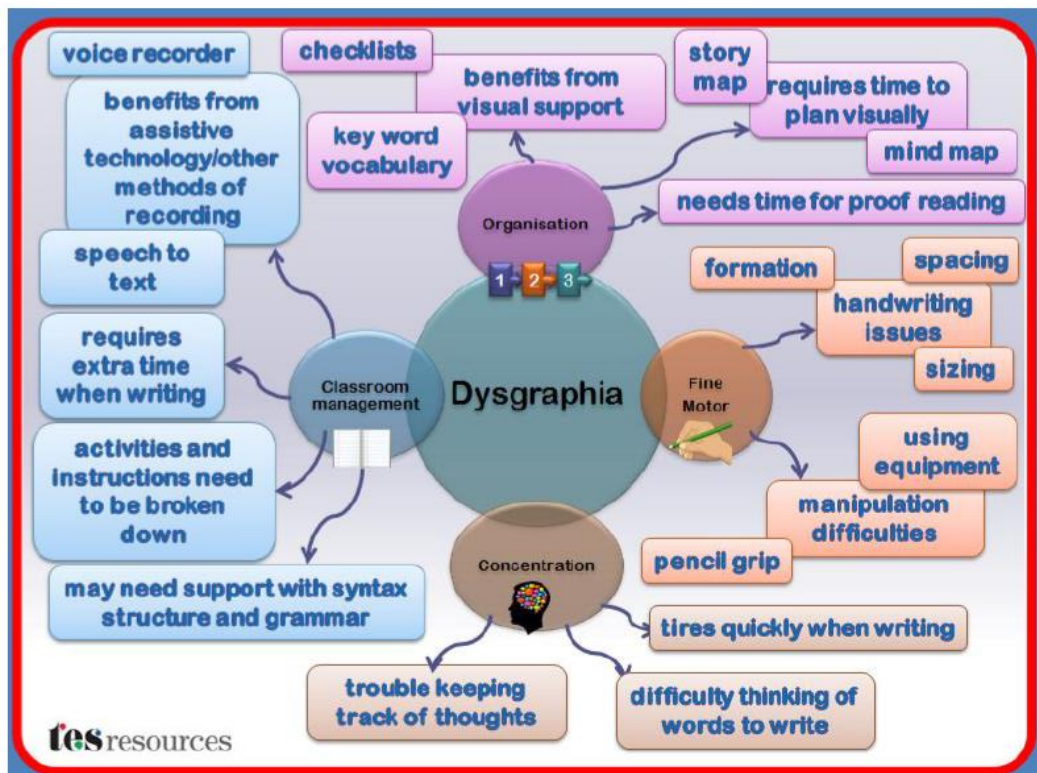 voice recorder
benefits from
assistive
technology/other
methods of
recording
speech to
text
requires
extra time
when writing
activities and
instructions need
to be broken
down
may need support with syntax
structure and grammar
Classroom
management
checklists
benefits from
visual support
key word
vocabulary
story
map
requires time to
plan visually
mind map
needs time for proof reading
Organisation
1 2 3
Dysgraphia
formation
spacing
handwriting
issues
sizing
Fine
Motor
using
equipment
manipulation
difficulties
pencil grip
Concentration
tires quickly when writing
trouble keeping
track of thoughts
difficulty thinking of
words to write
tes resources